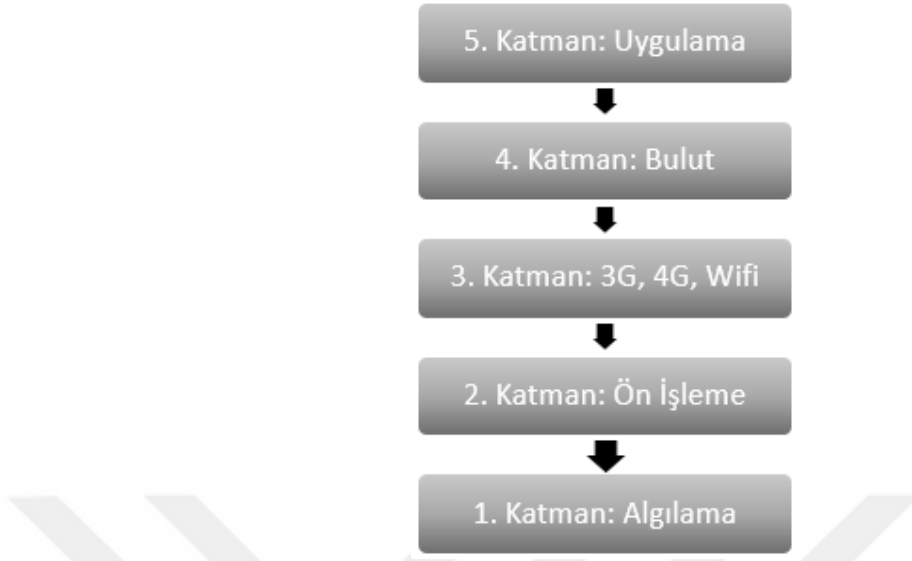 5. Katman: Uygulama
4. Katman: Bulut
3. Katman: 3G, 4G, Wifi
2. Katman: Ön İşleme
1. Katman: Algılama